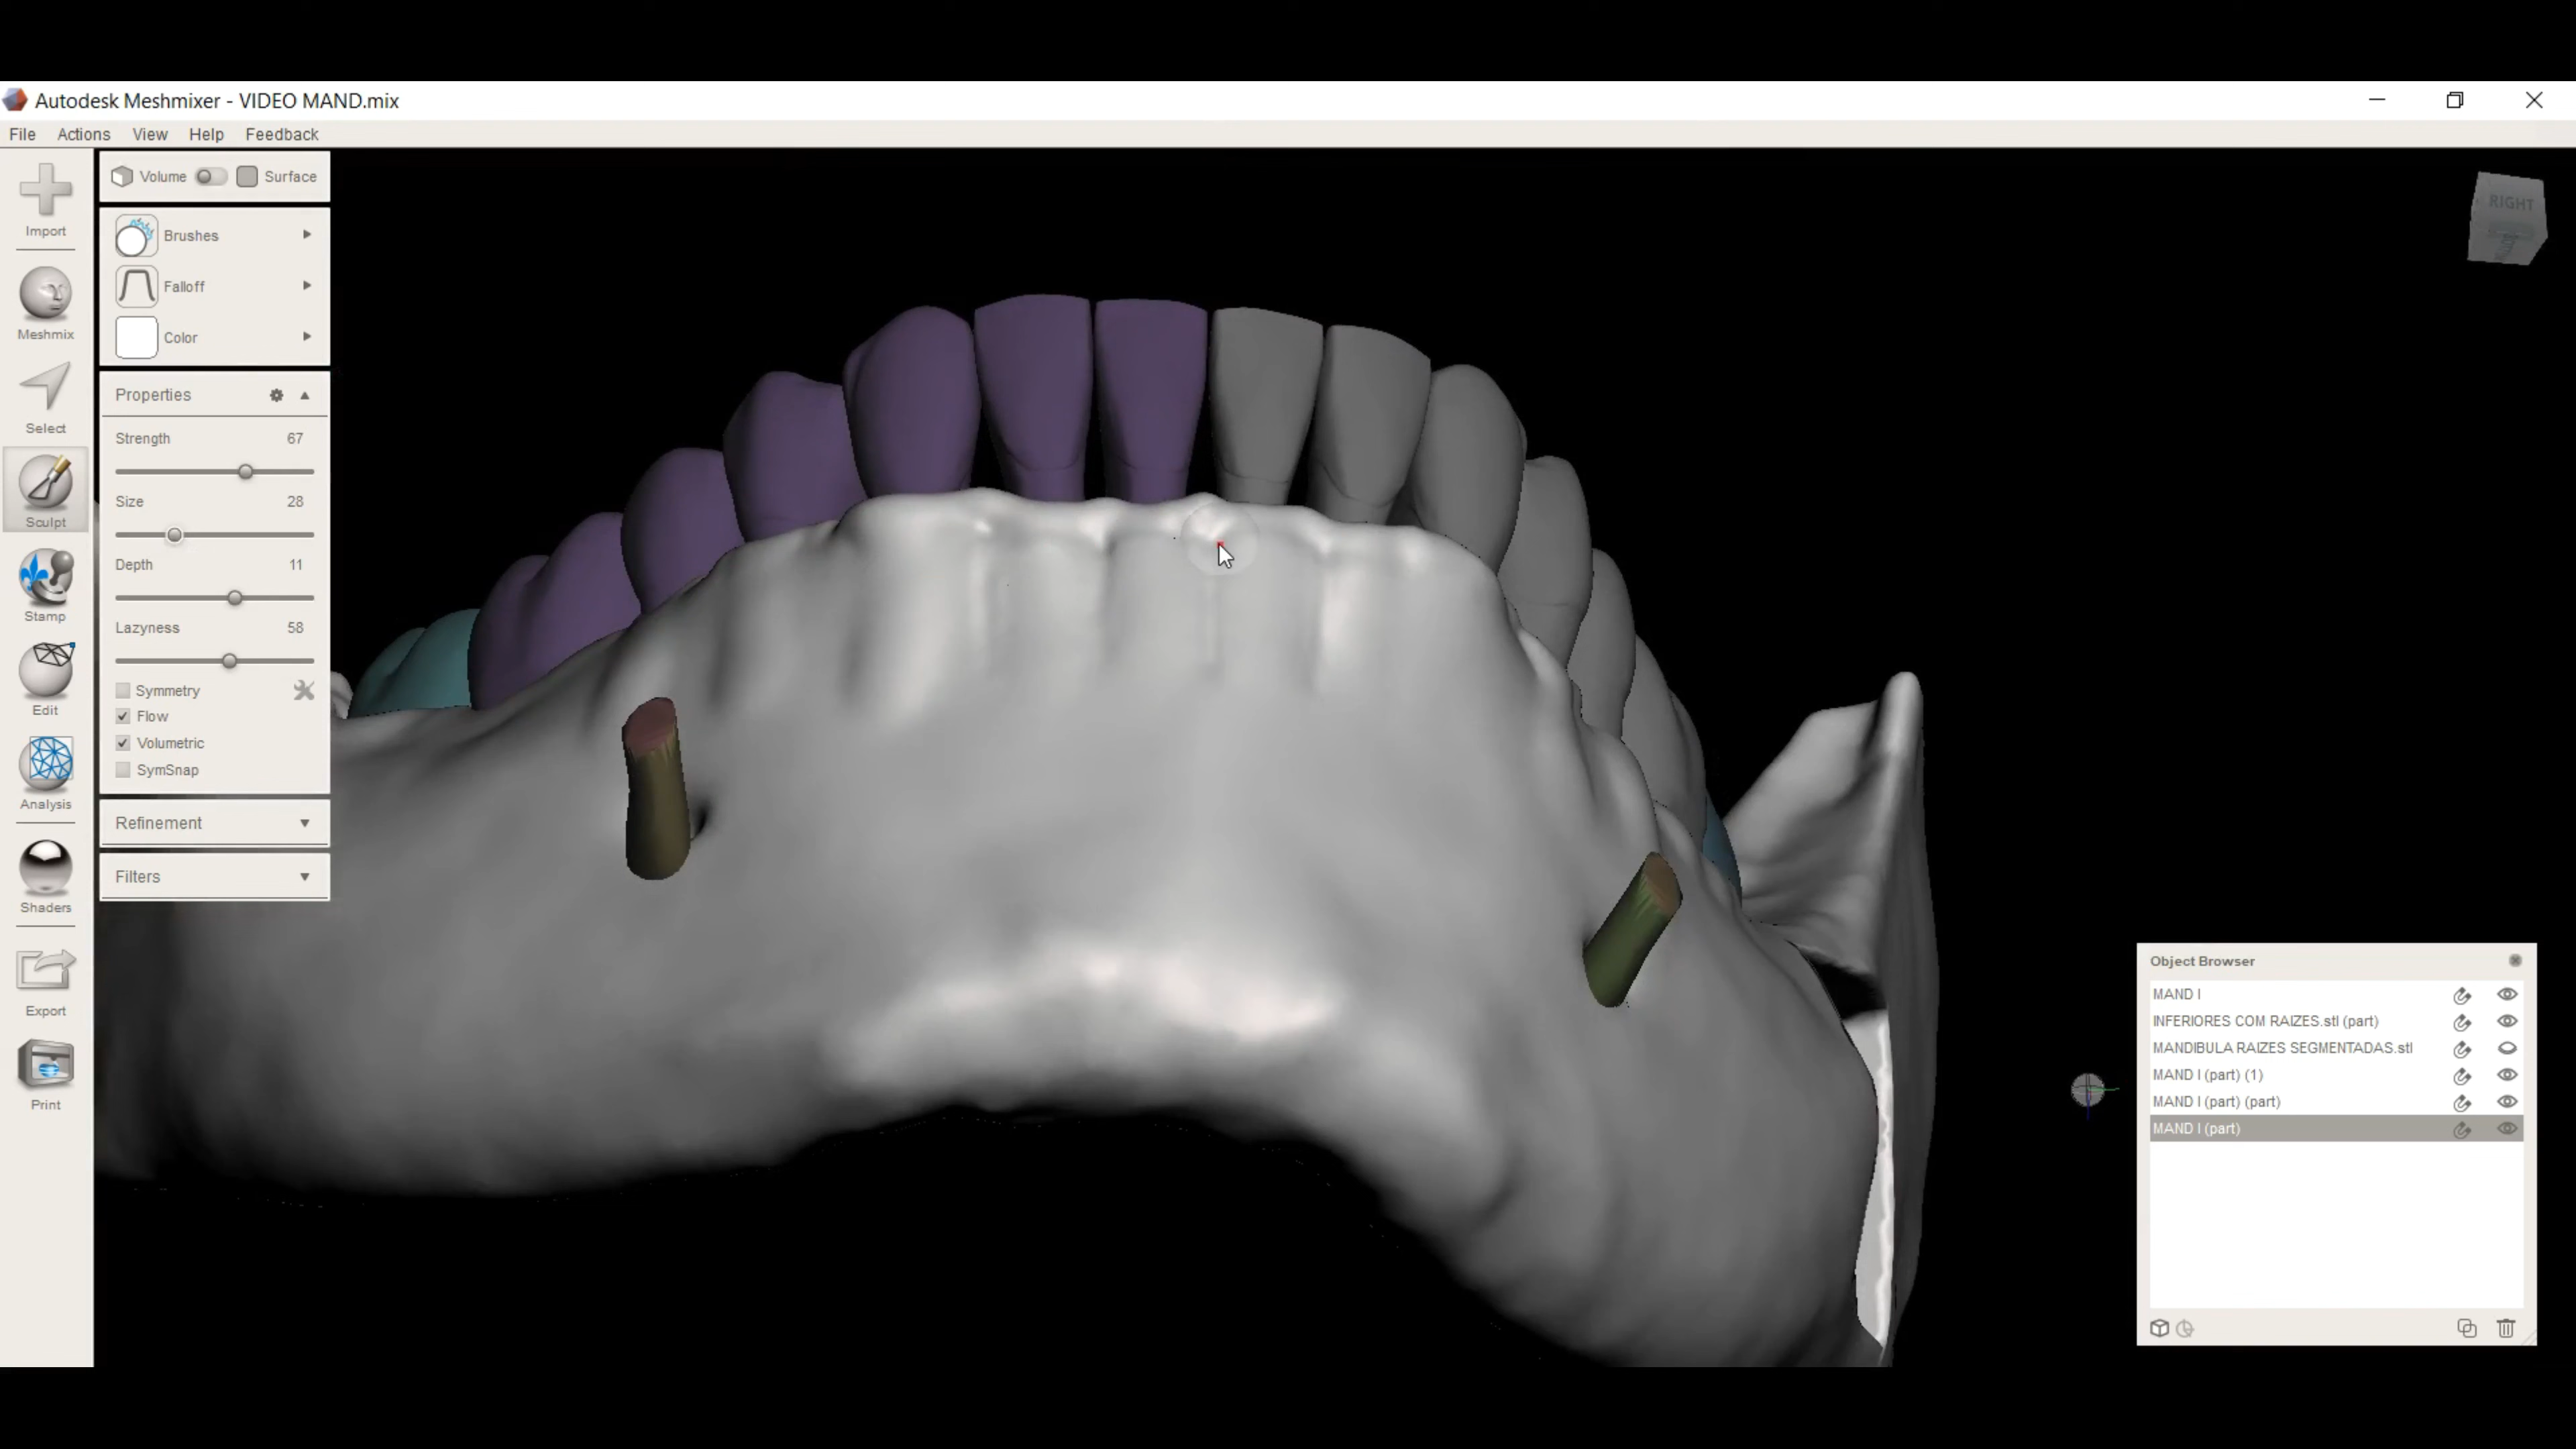 Autodesk Meshmixer - VIDEO MAND.mix
File Actions View Help Feedback
Import
Meshmix
Select
Sculpt
Stamp
Edit
Analysis
Shaders
Export
Print
Volume Surface
Brushes
Falloff
Color
Properties
Strength 67
Size 28
Depth 11
Lazyness 58
Symmetry
Flow
Volumetric
SymSnap
Refinement
Filters
RIGHT
Object Browser
MAND I
INFERIORES COM RAIZES.stl (part)
MANDIBULA RAIZES SEGMENTADAS.stl
MAND I (part) (1)
MAND I (part) (part)
MAND I (part)